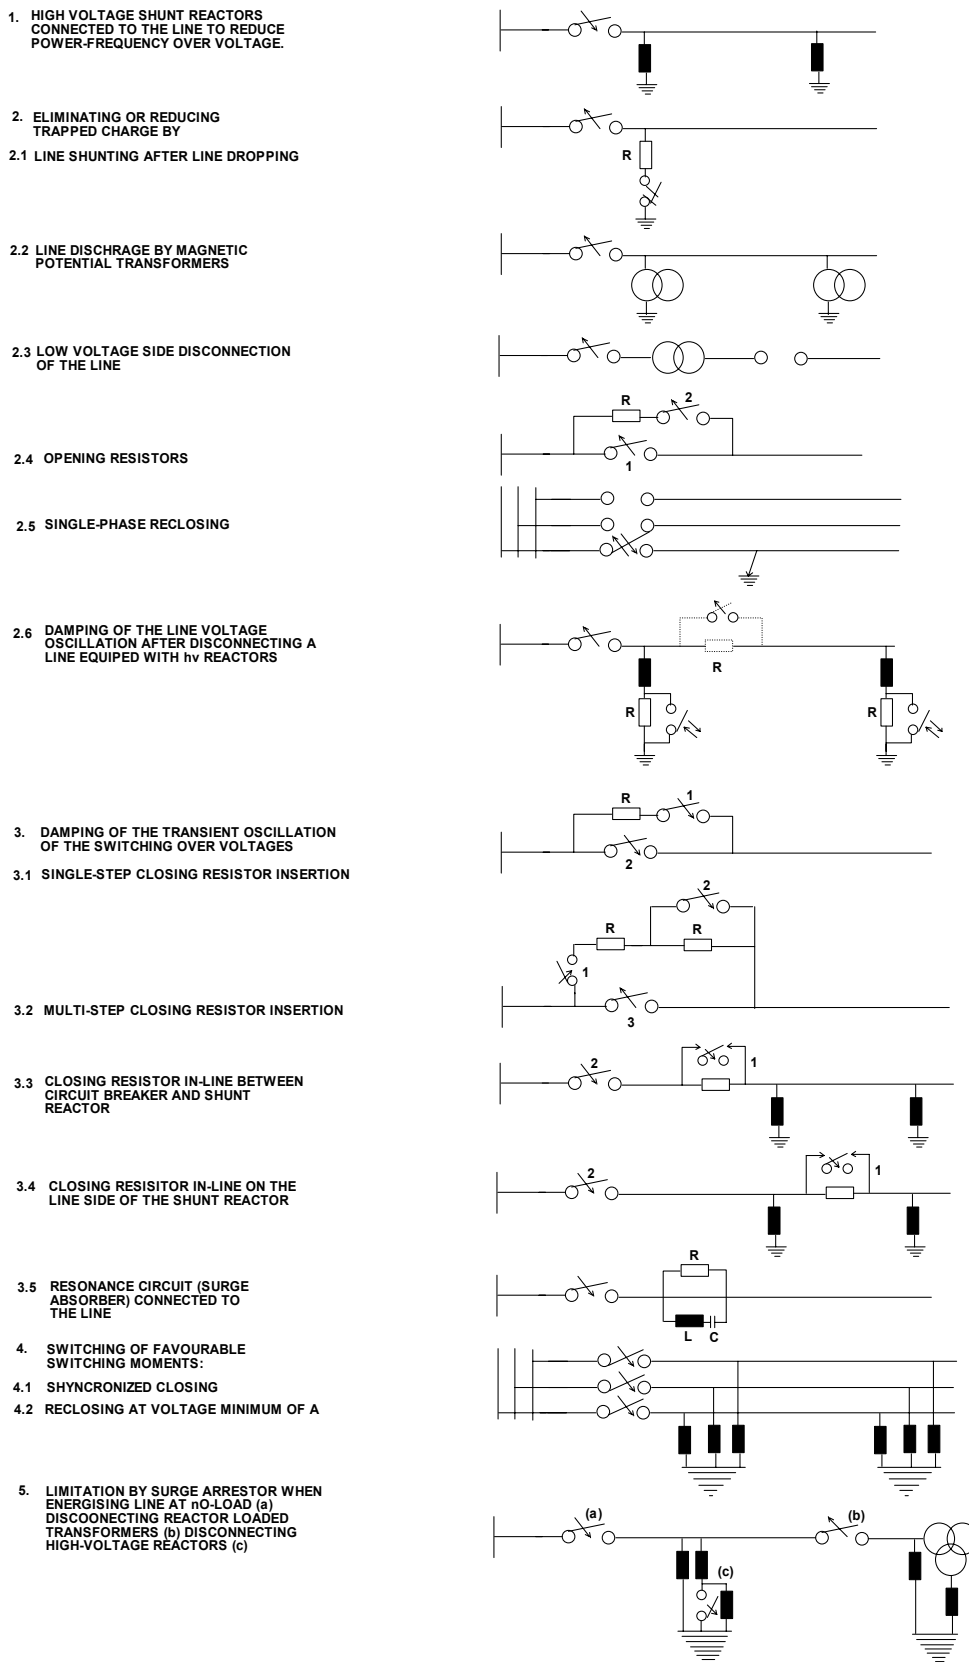 1. HIGH VOLTAGE SHUNT REACTORS
CONNECTED TO THE LINE TO REDUCE
POWER-FREQUENCY OVER VOLTAGE.
2. ELIMINATING OR REDUCING
TRAPPED CHARGE BY
2.1 LINE SHUNTING AFTER LINE DROPPING
R
2.2 LINE DISCHRAGE BY MAGNETIC
POTENTIAL TRANSFORMERS
2.3 LOW VOLTAGE SIDE DISCONNECTION
OF THE LINE
R 2
2.4 OPENING RESISTORS
1
2.5 SINGLE-PHASE RECLOSING
2.6 DAMPING OF THE LINE VOLTAGE
OSCILLATION AFTER DISCONNECTING A
LINE EQUIPED WITH hv REACTORS
R
R R
R 1
3. DAMPING OF THE TRANSIENT OSCILLATION
OF THE SWITCHING OVER VOLTAGES
2
3.1 SINGLE-STEP CLOSING RESISTOR INSERTION
2
R R
1
3.2 MULTI-STEP CLOSING RESISTOR INSERTION
3
2 1
3.3 CLOSING RESISTOR IN-LINE BETWEEN
CIRCUIT BREAKER AND SHUNT
REACTOR
2 1
3.4 CLOSING RESISITOR IN-LINE ON THE
LINE SIDE OF THE SHUNT REACTOR
R
3.5 RESONANCE CIRCUIT (SURGE
ABSORBER) CONNECTED TO
THE LINE
L C
4. SWITCHING OF FAVOURABLE
SWITCHING MOMENTS:
4.1 SHYNCRONIZED CLOSING
4.2 RECLOSING AT VOLTAGE MINIMUM OF A
5. LIMITATION BY SURGE ARRESTOR WHEN
ENERGISING LINE AT nO-LOAD (a)
DISCOONECTING REACTOR LOADED
TRANSFORMERS (b) DISCONNECTING
HIGH-VOLTAGE REACTORS (c)
(a) (b)
(c)